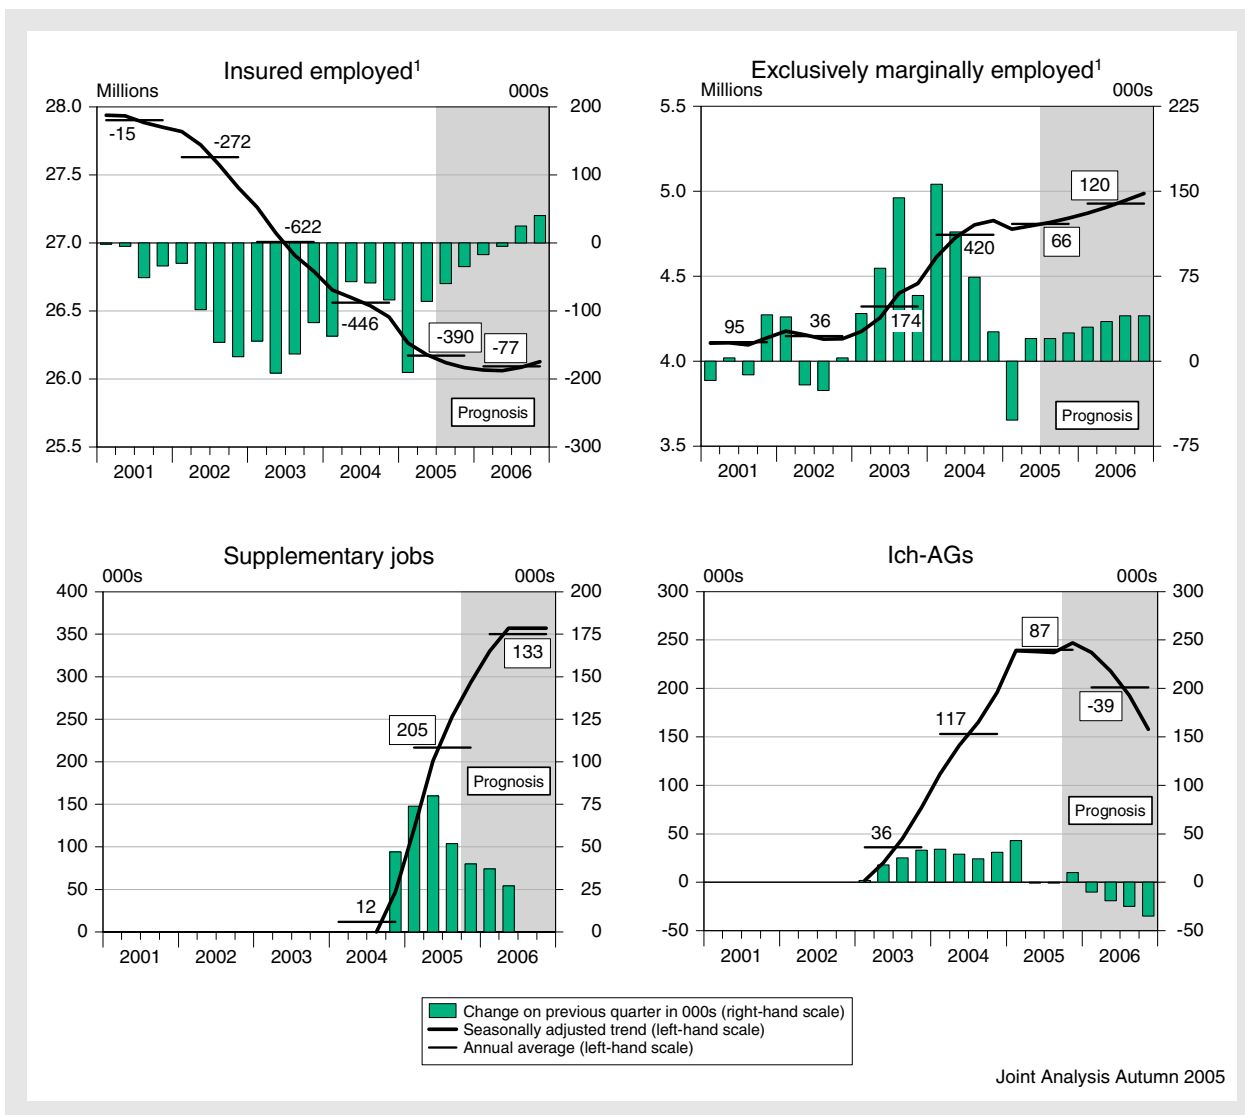 Insured employed1
Millions 000s
28.0 200
27.5 100
27.0 0
26.5 -100
26.0 -200
25.5 -300
-15
-272
-622
-446
-390
-77
Prognosis
2001 2002 2003 2004 2005 2006
Exclusively marginally employed1
Millions 000s
5.5 225
5.0 150
4.5 75
4.0 0
3.5 -75
95
36
174
420
66
120
Prognosis
2001 2002 2003 2004 2005 2006
Supplementary jobs
000s 000s
400 200
350 175
300 150
250 125
200 100
150 75
100 50
50 25
0 0
12
205
133
Prognosis
2001 2002 2003 2004 2005 2006
Ich-AGs
000s 000s
300 300
250 250
200 200
150 150
100 100
50 50
0 0
-50 -50
36
117
87
-39
Prognosis
2001 2002 2003 2004 2005 2006
Change on previous quarter in 000s (right-hand scale)
Seasonally adjusted trend (left-hand scale)
Annual average (left-hand scale)
Joint Analysis Autumn 2005